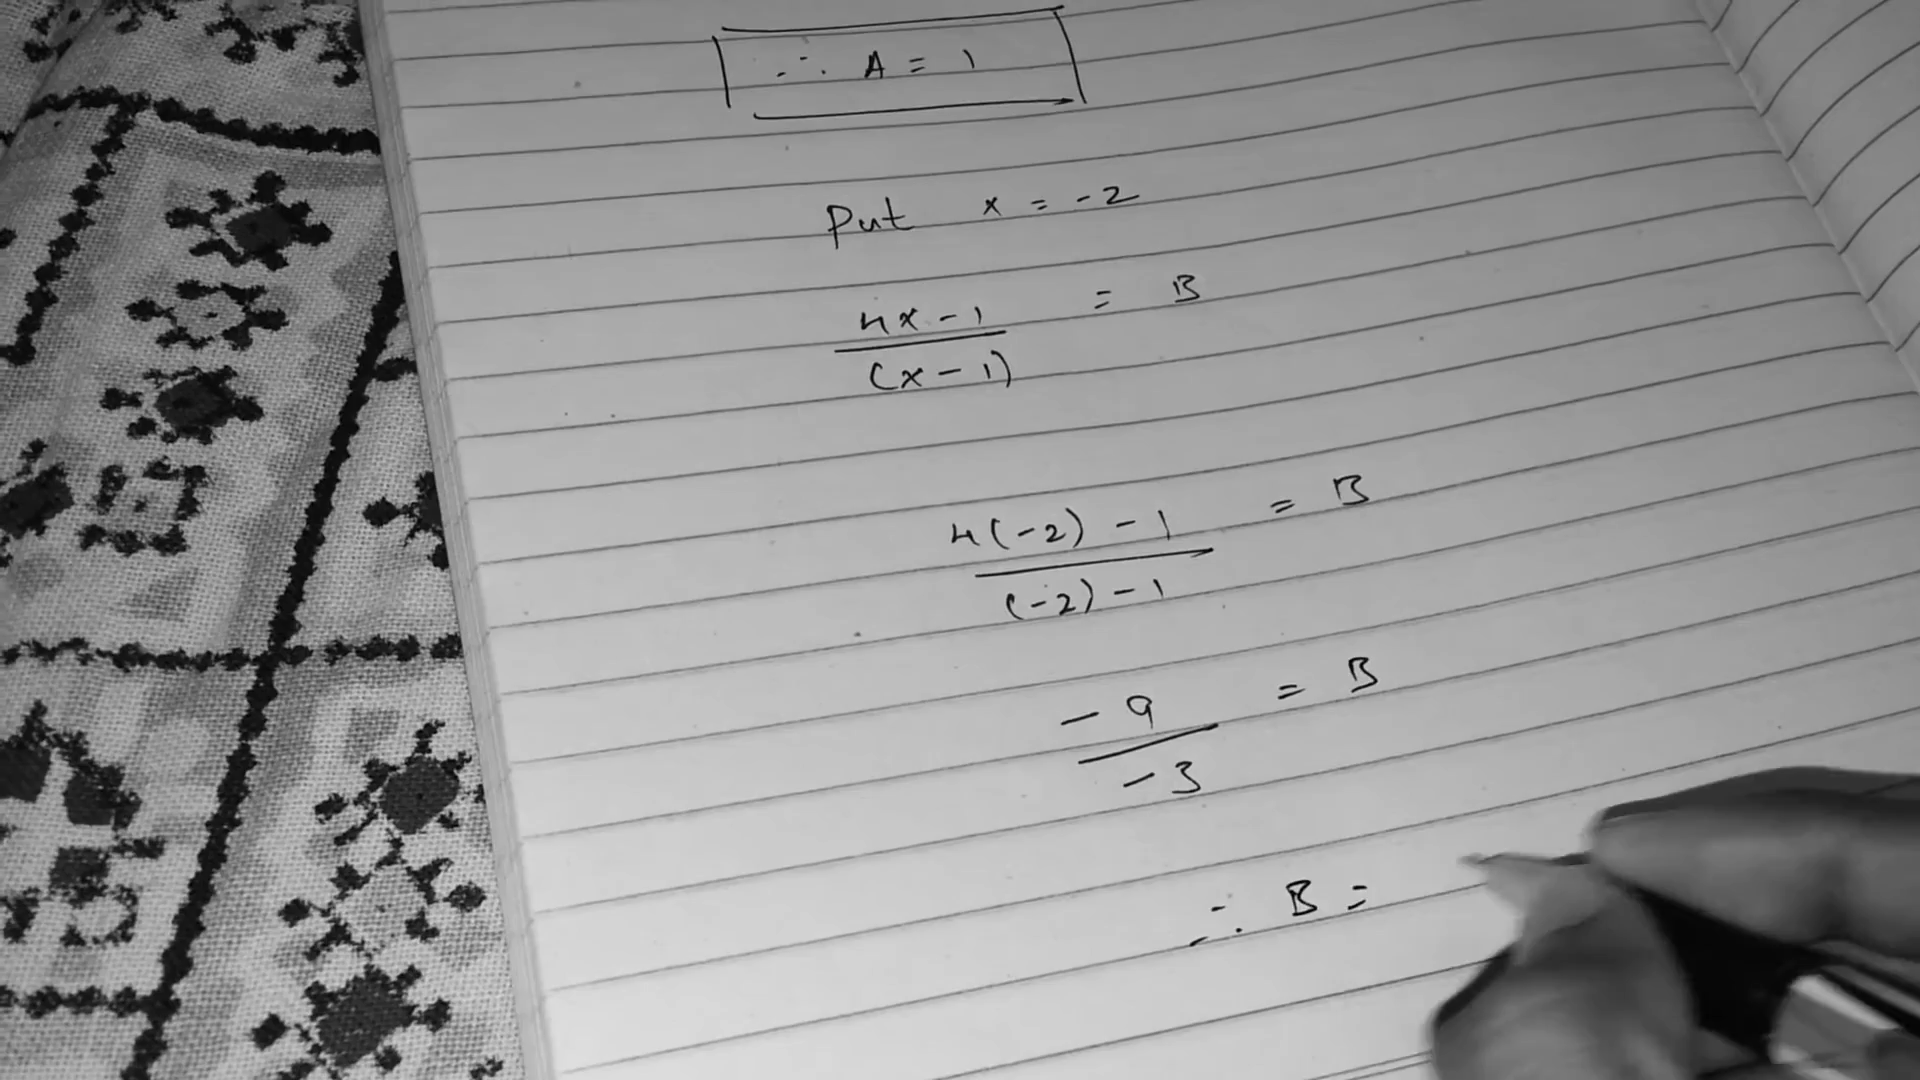 ∴ A = 1
Put x = -2
4x - 1 = B
(x - 1)
4(-2) - 1 = B
(-2) - 1
-9 = B
-3
∴ B =